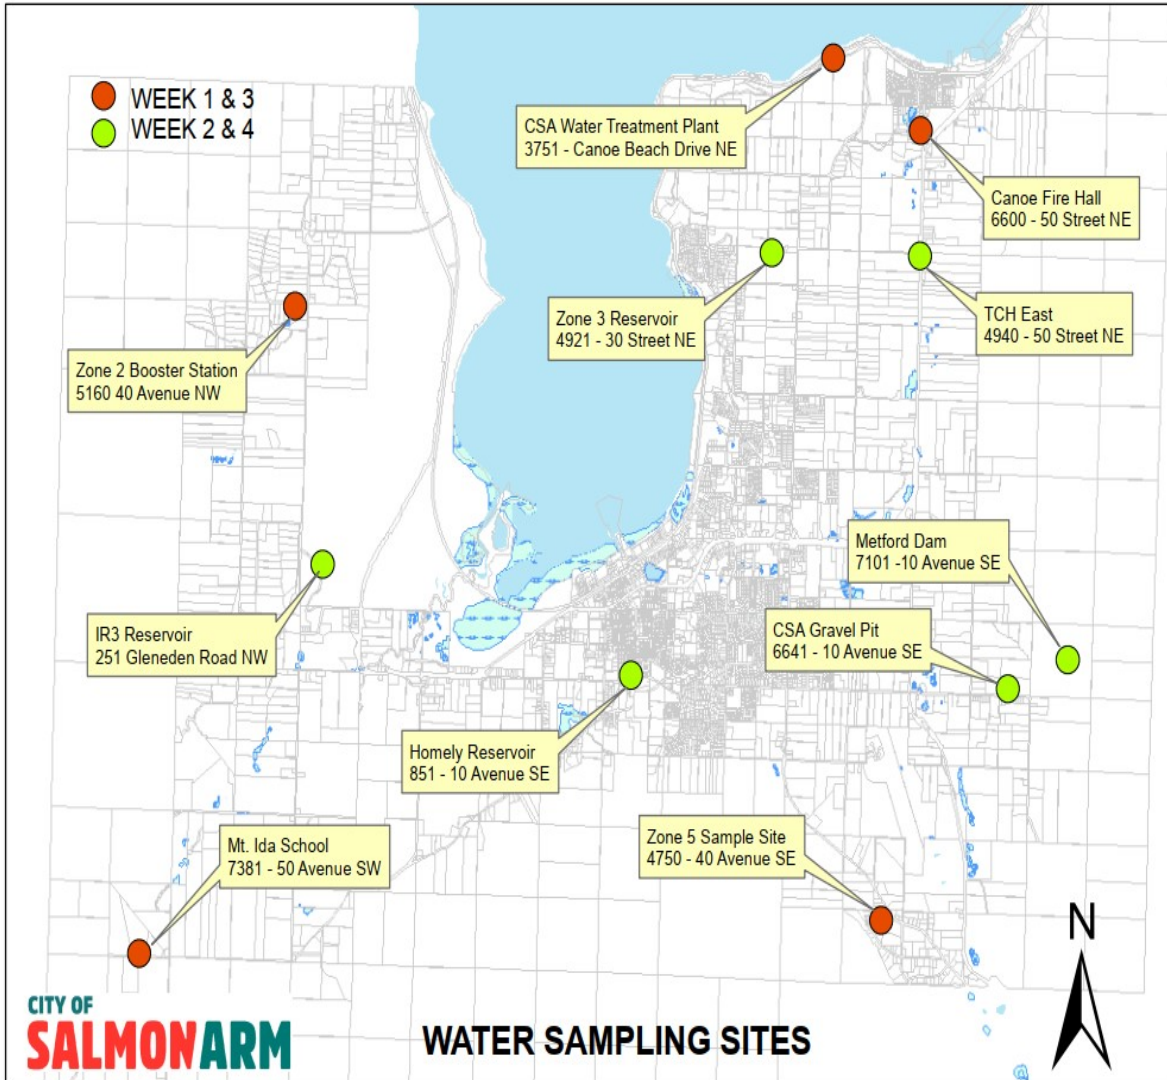 WEEK 1 & 3
WEEK 2 & 4
CSA Water Treatment Plant
3751 - Canoe Beach Drive NE
Canoe Fire Hall
6600 - 50 Street NE
Zone 3 Reservoir
4921 - 30 Street NE
TCH East
4940 - 50 Street NE
Zone 2 Booster Station
5160 40 Avenue NW
Metford Dam
7101 -10 Avenue SE
IR3 Reservoir
251 Gleneden Road NW
CSA Gravel Pit
6641 - 10 Avenue SE
Homely Reservoir
851 - 10 Avenue SE
Mt. Ida School
7381 - 50 Avenue SW
Zone 5 Sample Site
4750 - 40 Avenue SE
N
CITY OF
SALMONARM
WATER SAMPLING SITES